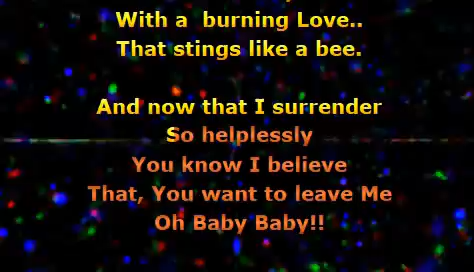 With a burning Love..
That stings like a bee.
And now that I surrender
So helplessly
You know I believe
That, You want to leave Me
Oh Baby Baby!!